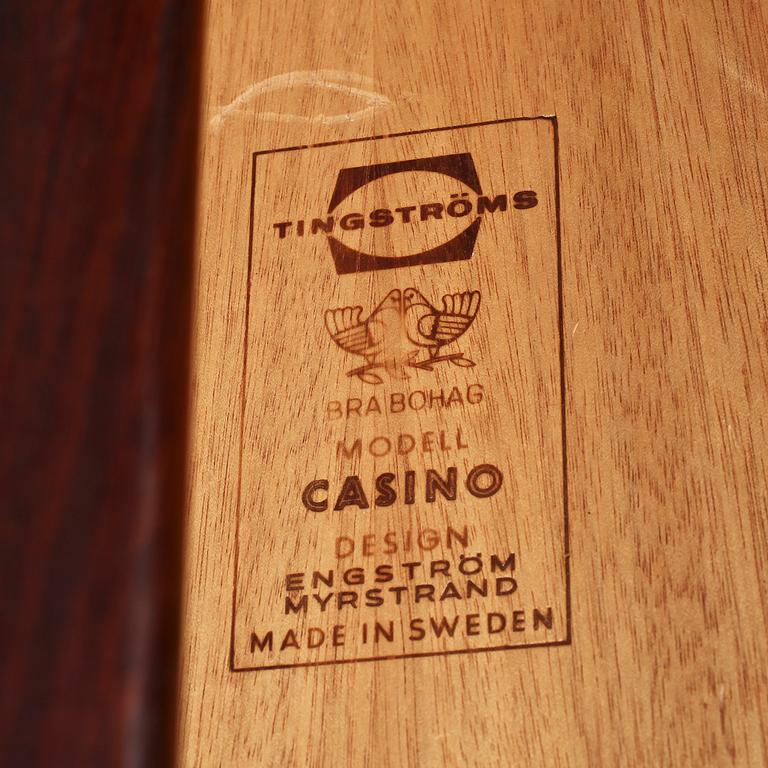 TINGSTRÖMS
BRA BOHAG
MODELL
CASINO
DESIGN
ENGSTRÖM
MYRSTRAND
MADE IN SWEDEN